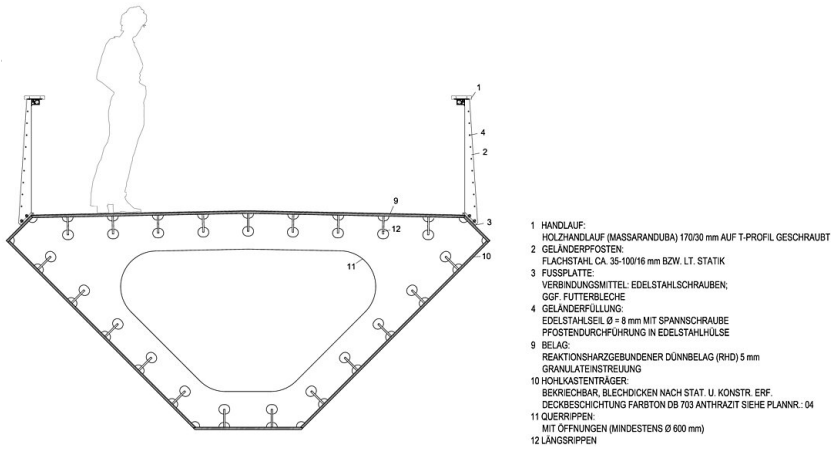 1
4
2
9
3
12
10
11
1 HANDLAUF:
HOLZHANDLAUF (MASSARANDUBA) 170/30 mm AUF T-PROFIL GESCHRAUBT
2 GELÄNDERPFOSTEN:
FLACHSTAHL CA. 35-100/16 mm BZW. LT. STATIK
3 FUSSPLATTE:
VERBINDUNGSMITTEL: EDELSTAHLSCHRAUBEN;
GGF. FUTTERBLECHE
4 GELÄNDERFÜLLUNG:
EDELSTAHLSEIL Ø = 8 mm MIT SPANNSCHRAUBE
PFOSTENDURCHFÜHRUNG IN EDELSTAHLHÜLSE
9 BELAG:
REAKTIONSHARZGEBUNDENER DÜNNBELAG (RHD) 5 mm
GRANULATEINSTREUUNG
10 HOHLKASTENTRÄGER:
BEKRIECHBAR, BLECHDICKEN NACH STAT. U. KONSTR. ERF.
DECKBESCHICHTUNG FARBTON DB 703 ANTHRAZIT SIEHE PLANNR.: 04
11 QUERRIPPEN:
MIT ÖFFNUNGEN (MINDESTENS Ø 600 mm)
12 LÄNGSRIPPEN